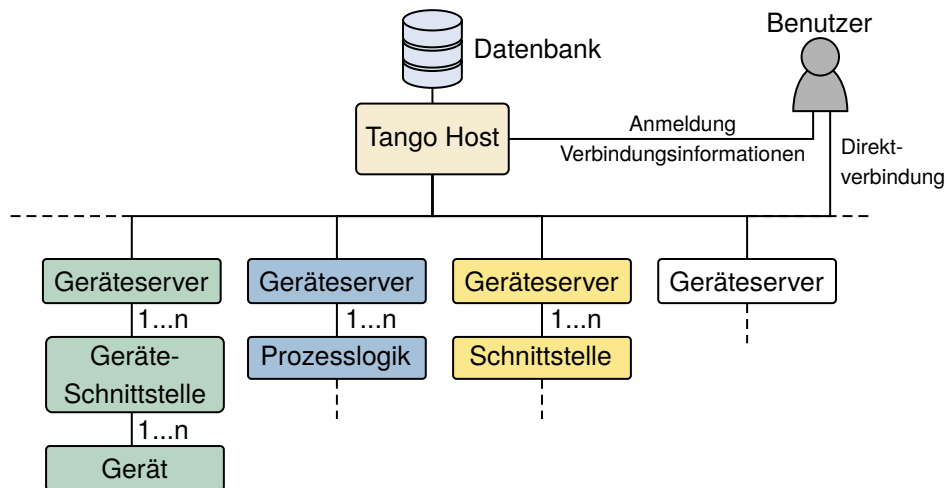 Benutzer
Datenbank
Tango Host
Anmeldung
Verbindungsinformationen
Direkt-
verbindung
Geräteserver
Geräteserver
Geräteserver
Geräteserver
1...n
1...n
1...n
Geräte-
Schnittstelle
Prozesslogik
Schnittstelle
1...n
Gerät